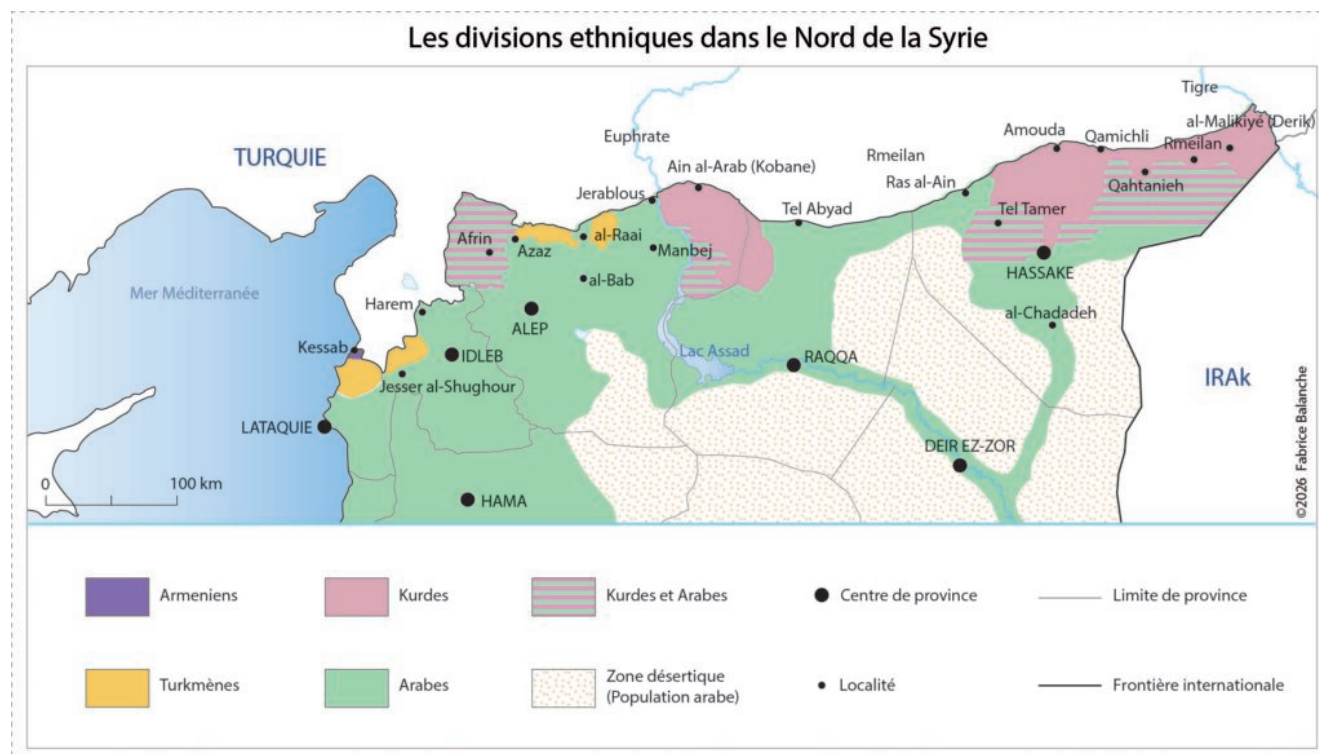 Les divisions ethniques dans le Nord de la Syrie
Tigre
al-Malikiyé (Derik)
Amouda
Qamichli
Rmeilan
Euphrate
TURQUIE
Ain al-Arab (Kobane)
Rmeilan
Qahtanieh
Jerablous
Ras al-Ain
Tel Abyad
Tel Tamer
Afrin
Azaz
al-Raai
Manbej
HASSAKE
al-Bab
Mer Méditerranée
Harem
ALEP
al-Chadadeh
Kessab
IDLEB
Lac Assad
RAQQA
IRAk
Jesser al-Shughour
LATAQUIE
DEIR EZ-ZOR
0
100 km
HAMA
©2026 Fabrice Balanche
Armeniens
Kurdes
Kurdes et Arabes
Centre de province
Limite de province
Turkmènes
Arabes
Zone désertique
(Population arabe)
Localité
Frontière internationale